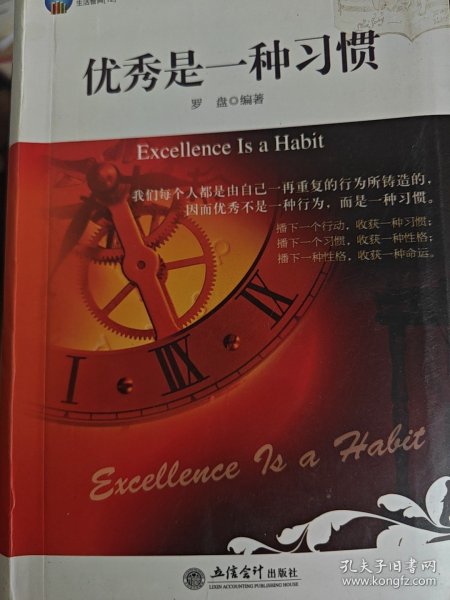 优秀是一种习惯
罗 盘◎编著
Excellence Is a Habit
我们每个人都是由自己一再重复的行为所铸造的，
因而优秀不是一种行为，而是一种习惯。
播下一个行动，收获一种习惯；
播下一个习惯，收获一种性格；
播下一种性格，收获一种命运。
I II III
Excellence Is a Habit
立信会计出版社
LIXIN ACCOUNTING PUBLISHING HOUSE
孔夫子旧书网
www.kongfz.com